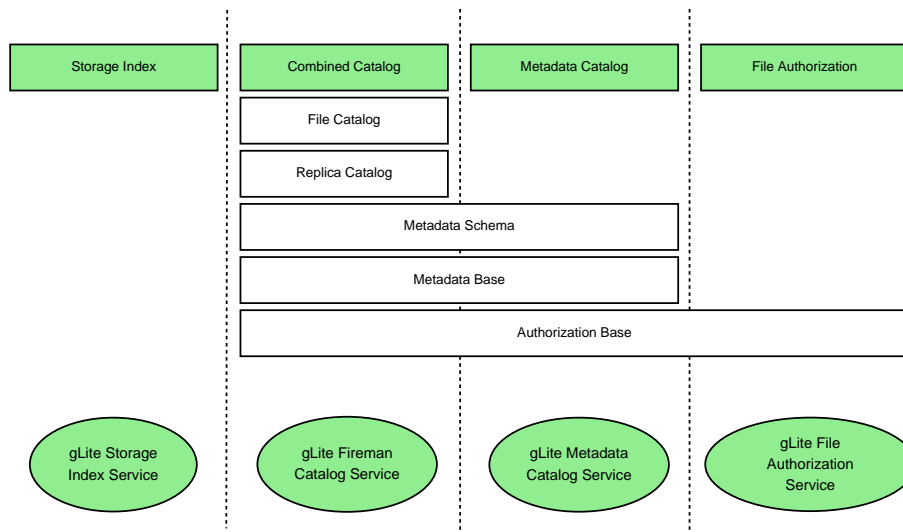 Storage Index
Combined Catalog
Metadata Catalog
File Authorization
File Catalog
Replica Catalog
Metadata Schema
Metadata Base
Authorization Base
gLite Storage
Index Service
gLite Fireman
Catalog Service
gLite Metadata
Catalog Service
gLite File
Authorization
Service